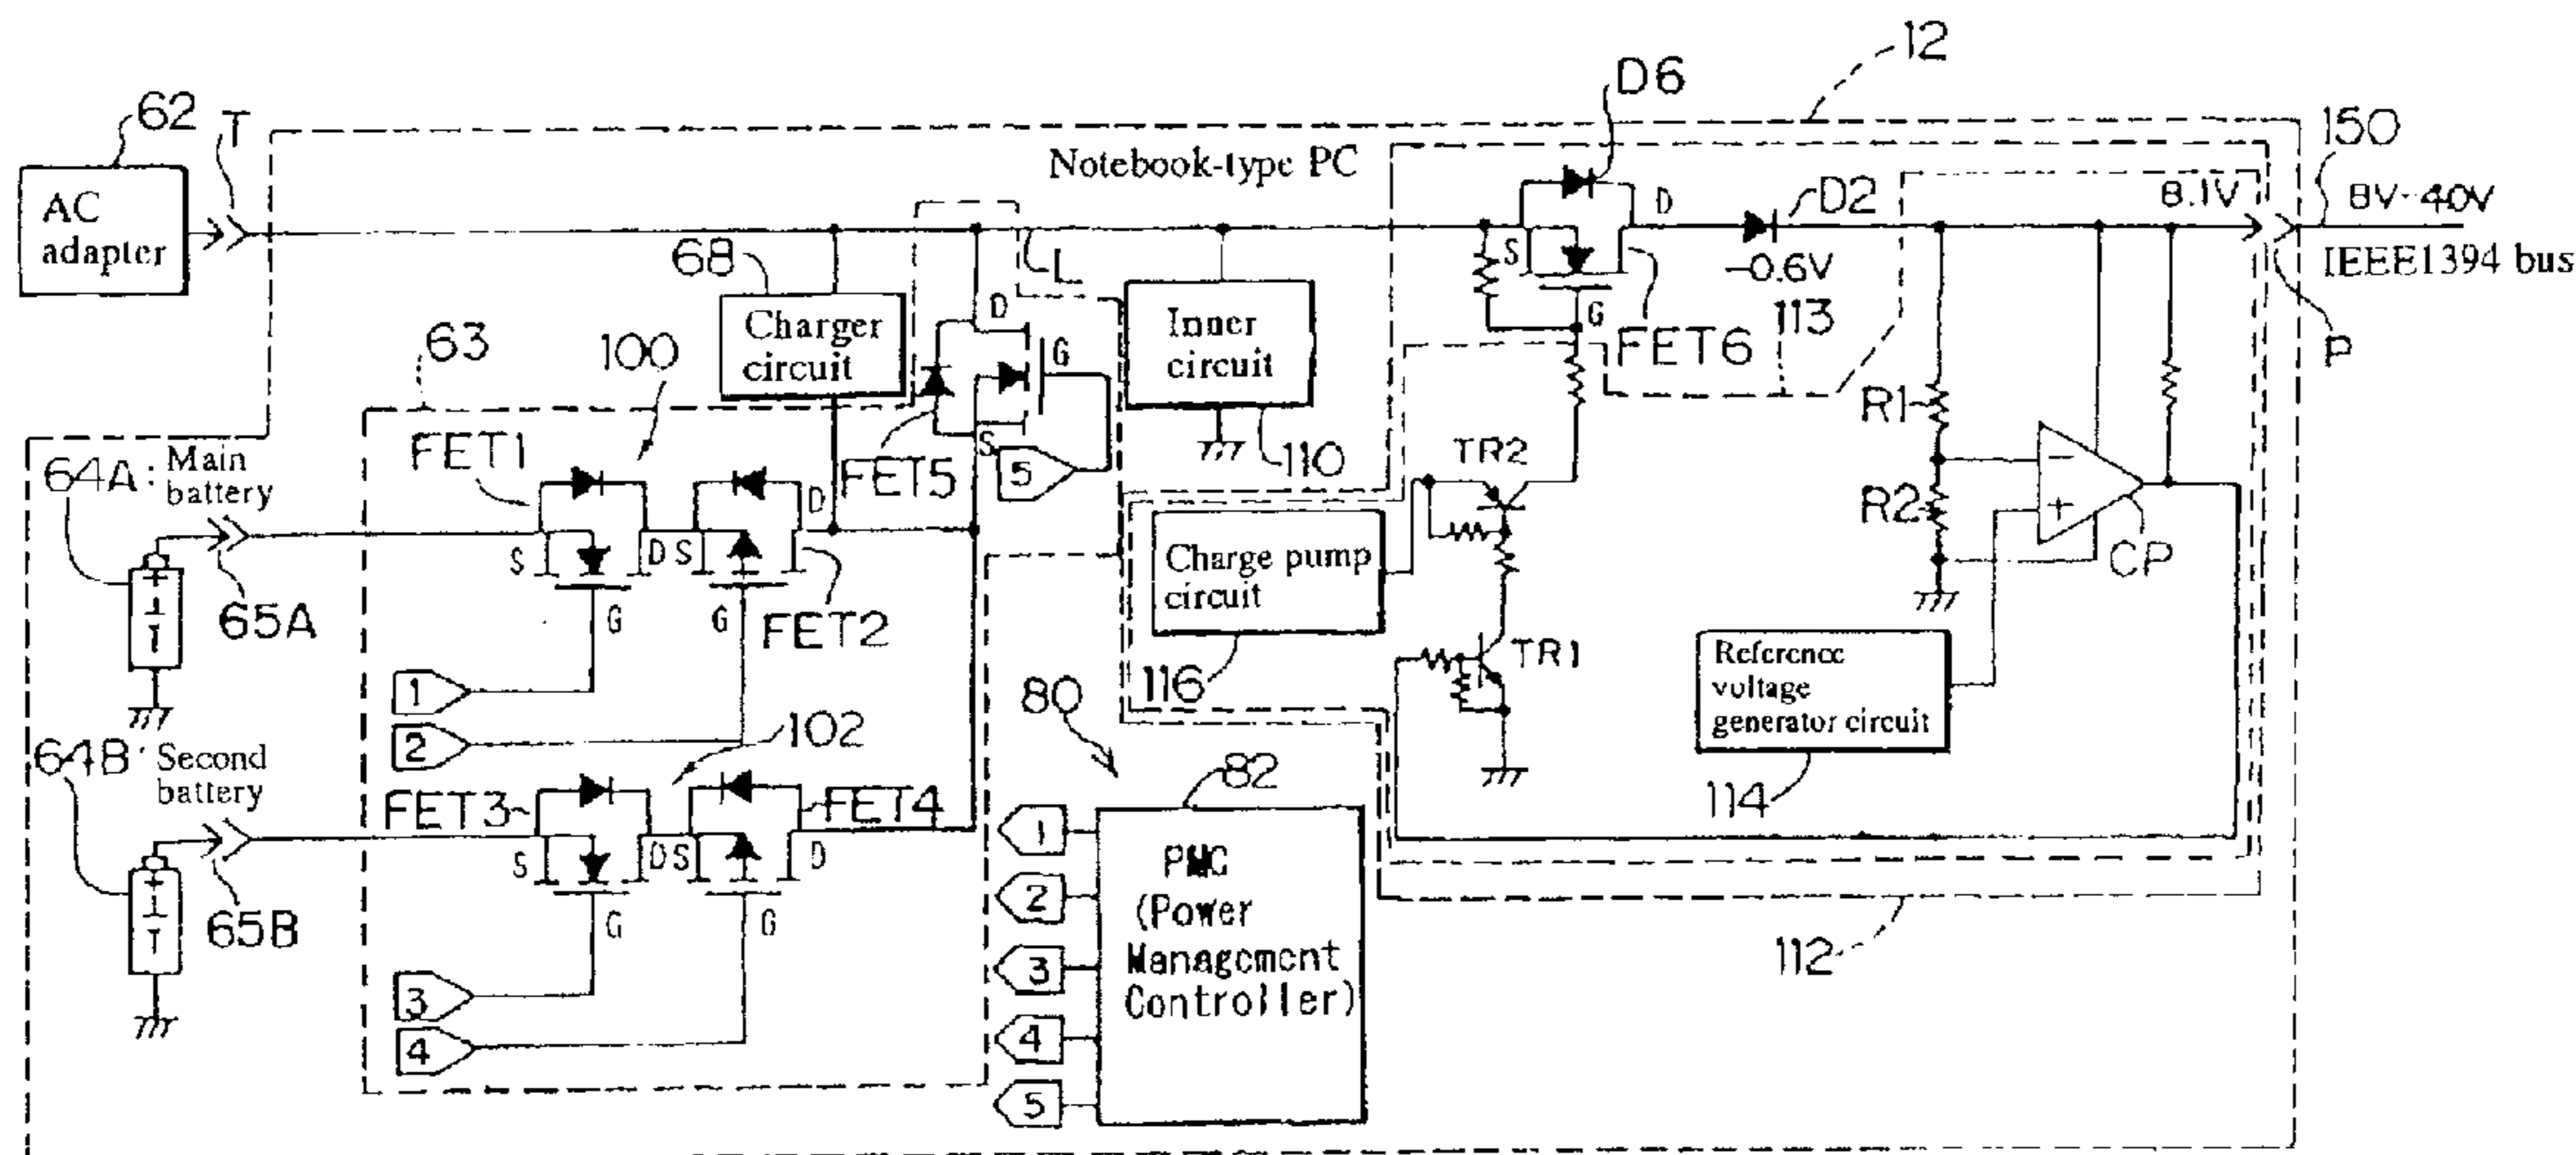 12
D6
62
T
150
Notebook-type PC
AC
adapter
D
D2
8.1V
8V-40V
IEEE1394 bus
68
L
S
-0.6V
G
113
P
63
100
Charger
circuit
D
G
Inner
circuit
FET6
R1
FET1
S
FET5
5
110
TR2
64A: Main
battery
D
R2
−
+
CP
S
D
S
Charge pump
circuit
65A
G
G
FET2
TR1
Reference
voltage
generator circuit
1
2
116
80
102
64B: Second
battery
82
114
FET3
FET4
S
D
S
D
65B
G
G
1
2
3
4
5
PMC
(Power
Management
Controller)
112
3
4